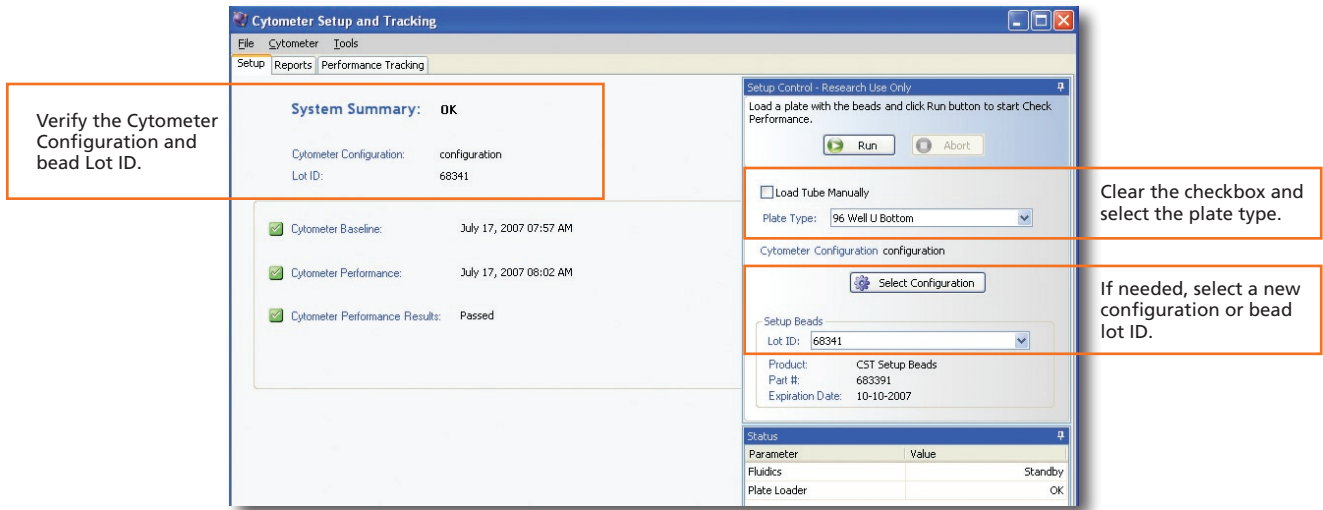 Cytometer Setup and Tracking
File Cytometer Tools
Setup Reports Performance Tracking
Verify the Cytometer
Configuration and
bead Lot ID.
System Summary: OK
Cytometer Configuration: configuration
Lot ID: 68341
Cytometer Baseline: July 17, 2007 07:57 AM
Cytometer Performance: July 17, 2007 08:02 AM
Cytometer Performance Results: Passed
Setup Control - Research Use Only
Load a plate with the beads and click Run button to start Check
Performance.
Run Abort
Load Tube Manually
Plate Type: 96 Well U Bottom
Clear the checkbox and
select the plate type.
Cytometer Configuration configuration
Select Configuration
Setup Beads
Lot ID: 68341
If needed, select a new
configuration or bead
lot ID.
Product: CST Setup Beads
Part #: 683391
Expiration Date: 10-10-2007
Status
Parameter Value
Fluidics Standby
Plate Loader OK